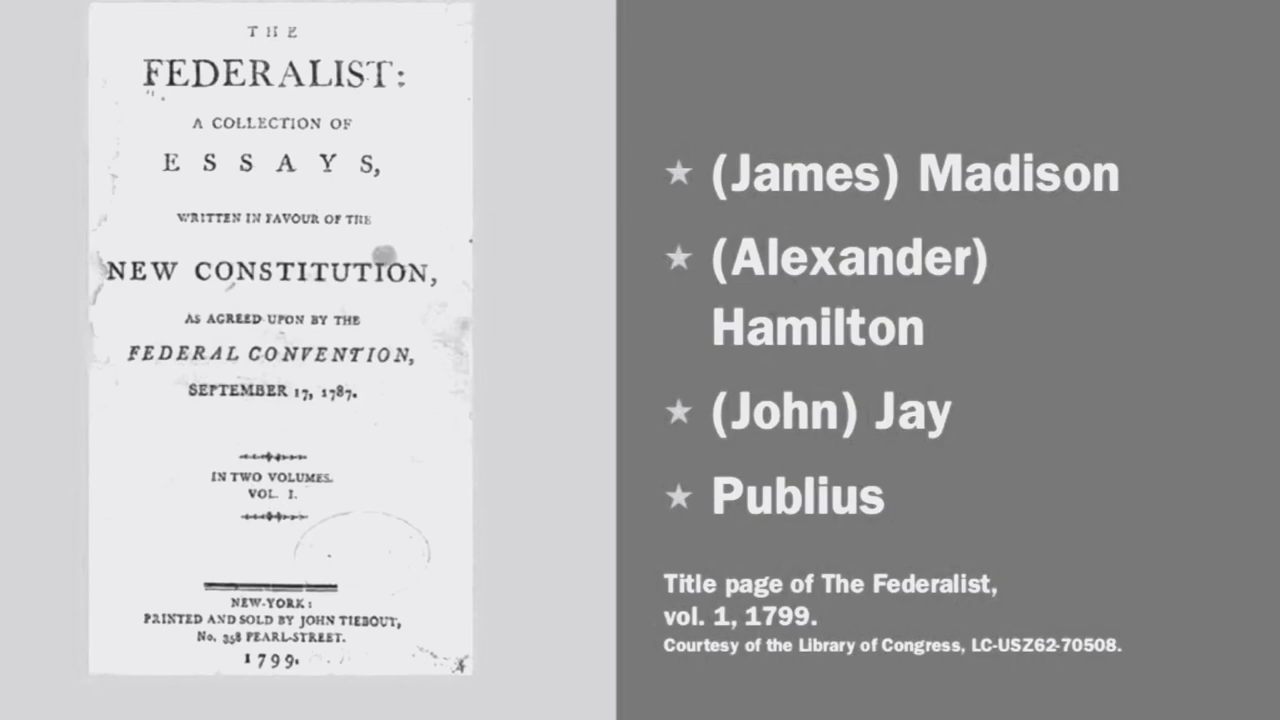 THE
FEDERALIST:
A COLLECTION OF
ESSAYS,
WRITTEN IN FAVOUR OF THE
NEW CONSTITUTION,
AS AGREED UPON BY THE
FEDERAL CONVENTION,
SEPTEMBER 17, 1787.
IN TWO VOLUMES.
VOL. I.
NEW-YORK:
PRINTED AND SOLD BY JOHN TIEBOUT,
No. 358 PEARL-STREET.
1799.
(James) Madison
(Alexander)
Hamilton
(John) Jay
Publius
Title page of The Federalist,
vol. 1, 1799.
Courtesy of the Library of Congress, LC-USZ62-70508.